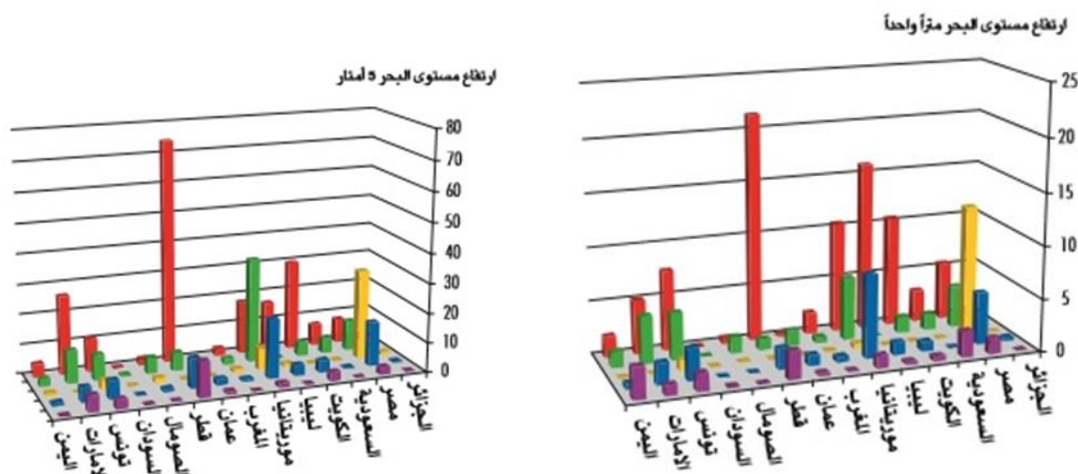 ارتفاع مستوى البحر متراً واحداً
25
20
15
10
5
0
الجزائر
مصر
السعودية
الكويت
ليبيا
موريتانيا
المغرب
عمان
قطر
الصومال
السودان
تونس
الامارات
اليمن
ارتفاع مستوى البحر 5 أمتار
80
70
60
50
40
30
20
10
0
الجزائر
مصر
السعودية
الكويت
ليبيا
موريتانيا
المغرب
عمان
قطر
الصومال
السودان
تونس
الامارات
اليمن